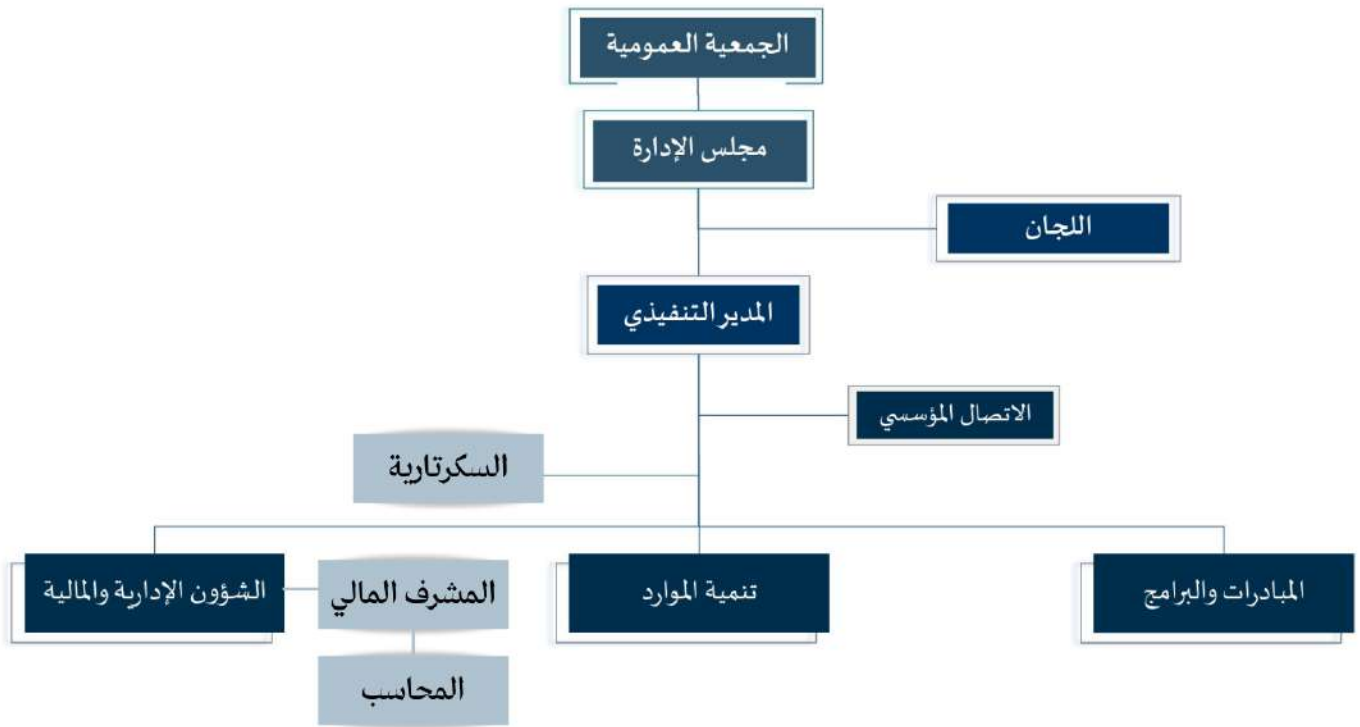 الجمعية العمومية
مجلس الإدارة
اللجان
المدير التنفيذي
الاتصال المؤسسي
السكرتارية
المبادرات والبرامج
تنمية الموارد
المشرف المالي
الشؤون الإدارية والمالية
المحاسب